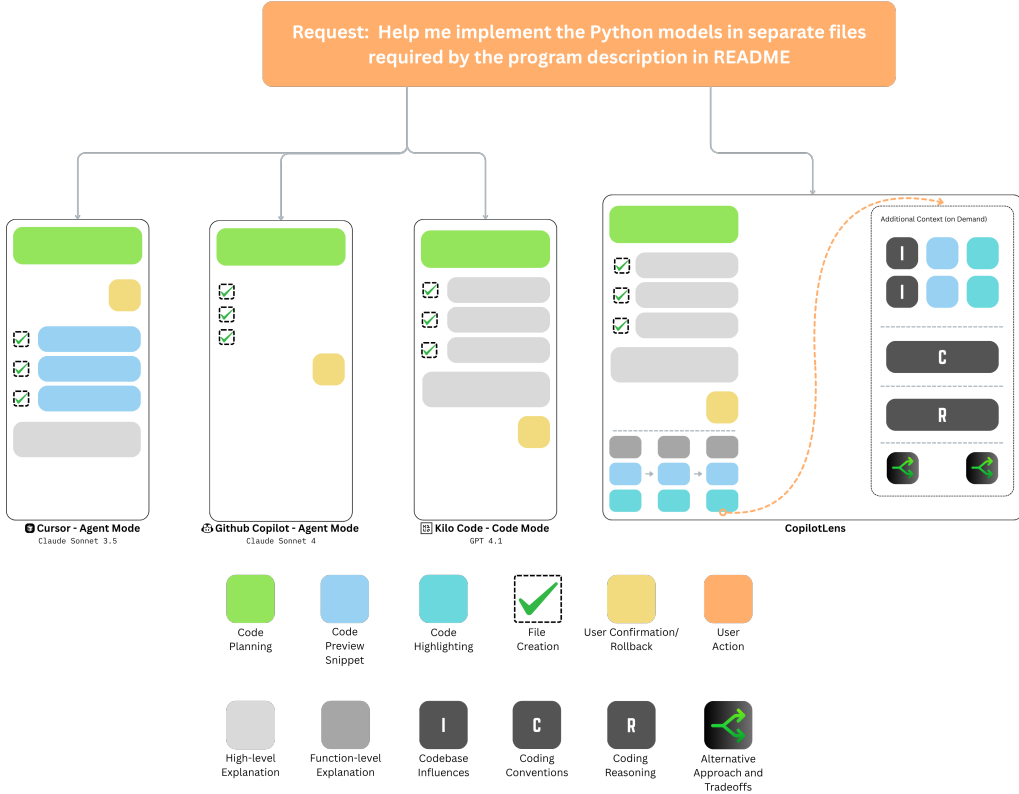 Request:  Help me implement the Python models in separate files
required by the program description in README
Additional Context (on Demand)
I
I
C
R
Cursor - Agent Mode
Claude Sonnet 3.5
Github Copilot - Agent Mode
Claude Sonnet 4
Kilo Code - Code Mode
GPT 4.1
CopilotLens
Code
Planning
Code
Preview
Snippet
Code
Highlighting
File
Creation
User Confirmation/
Rollback
User
Action
High-level
Explanation
Function-level
Explanation
I
Codebase
Influences
C
Coding
Conventions
R
Coding
Reasoning
Alternative
Approach and
Tradeoffs